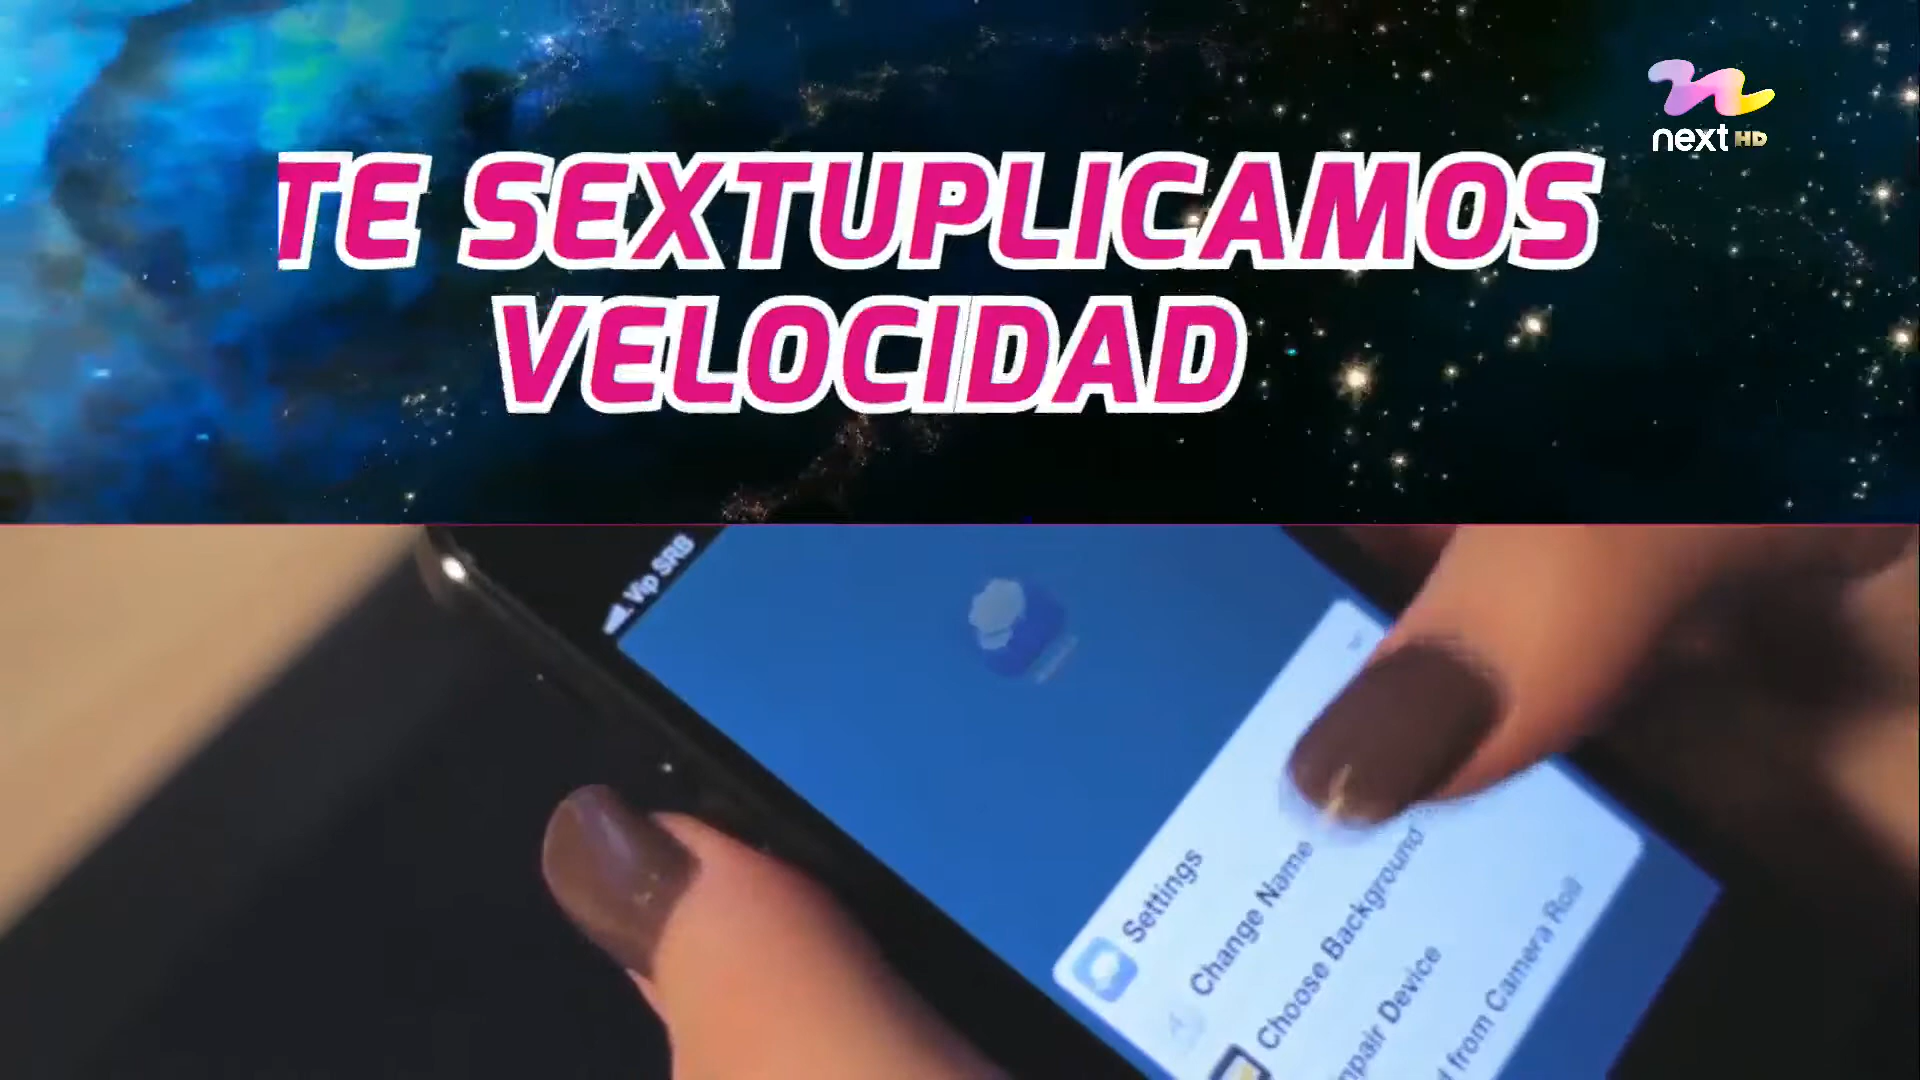 next HD
TE SEXTUPLICAMOS
VELOCIDAD
Vip SRB
Settings
Change Name
Choose Background
Device
from Camera Roll